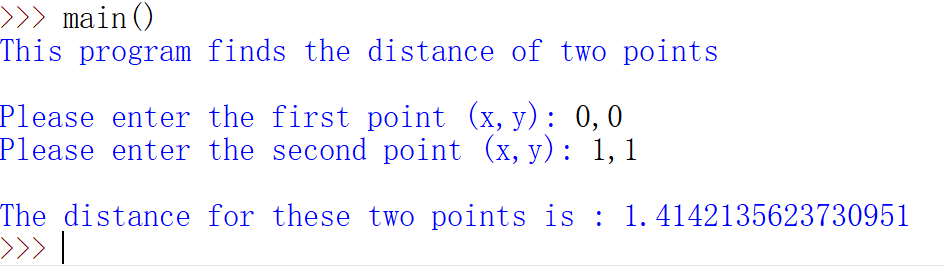 >>> main()
This program finds the distance of two points
Please enter the first point (x,y): 0,0
Please enter the second point (x,y): 1,1
The distance for these two points is : 1.4142135623730951
>>>